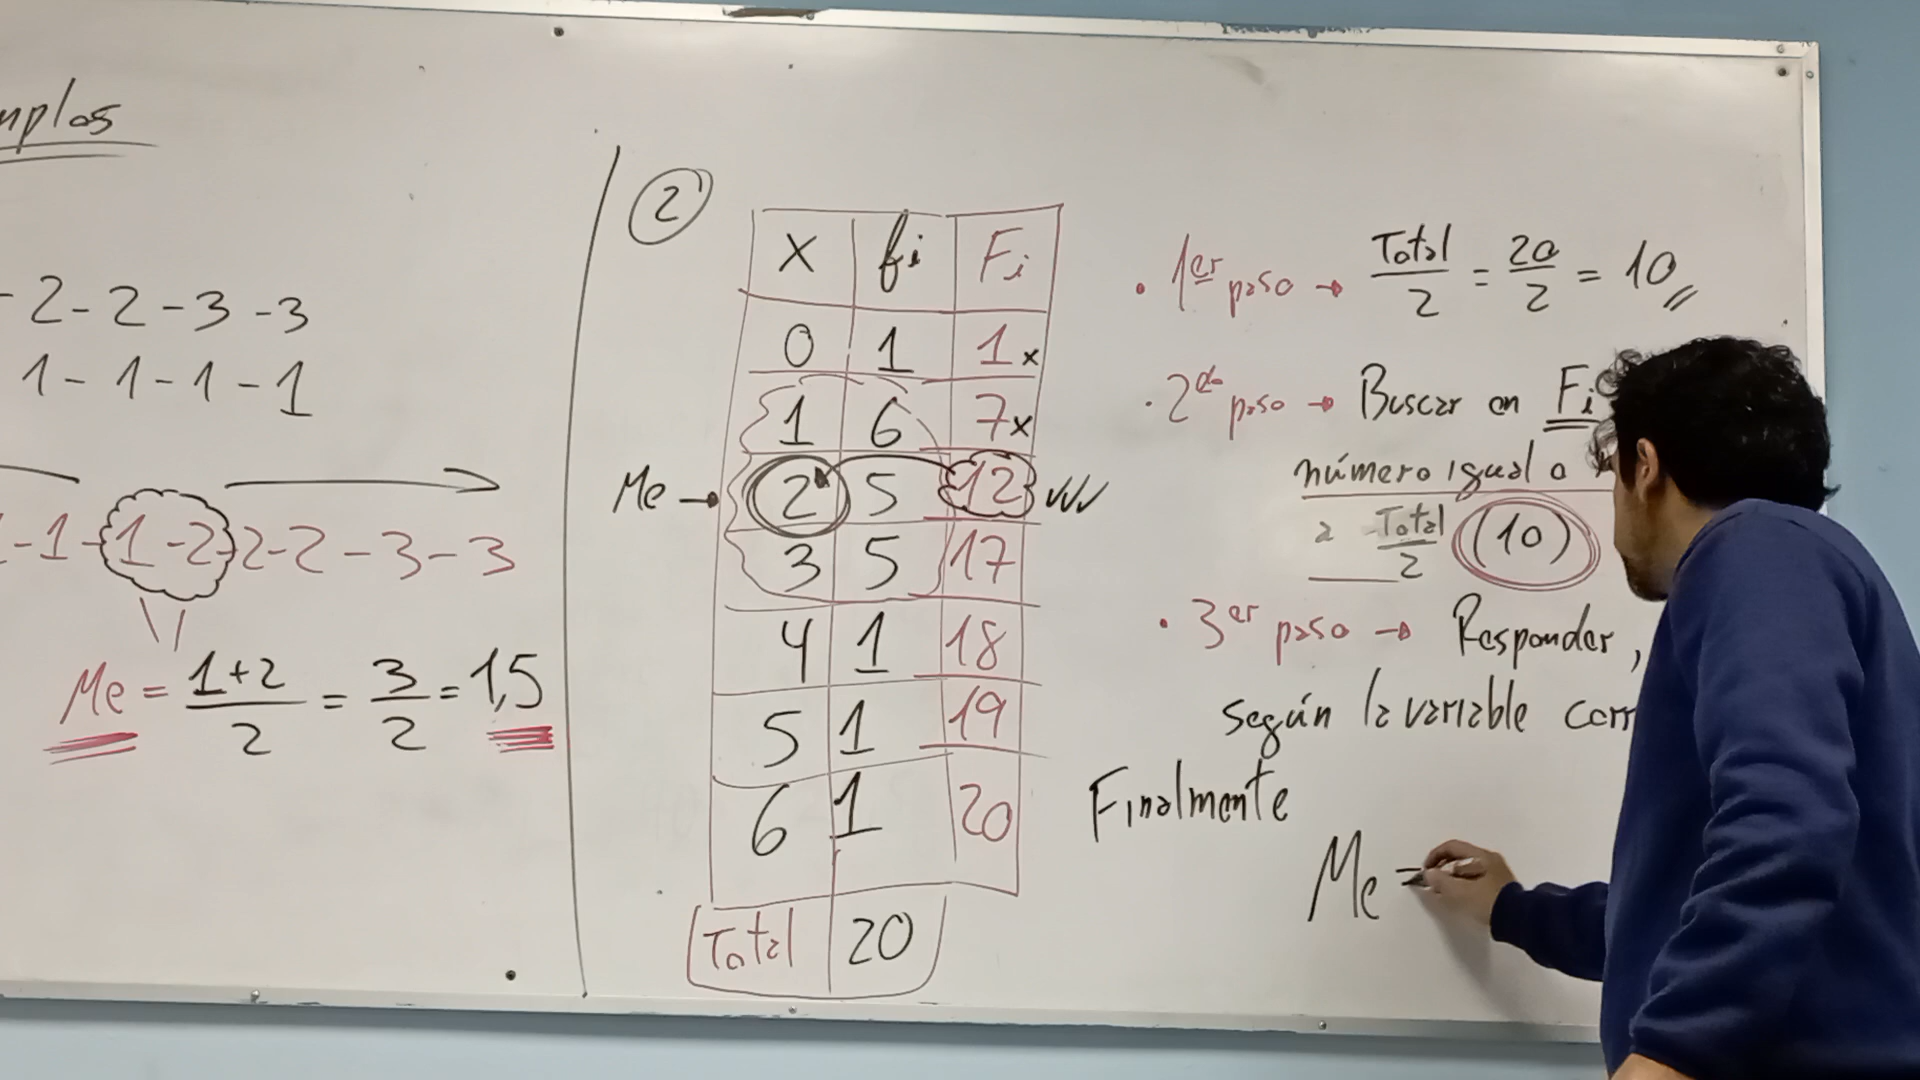 mplos
- 2 - 2 - 3 - 3
1 - 1 - 1 - 1
- 1 - 1 - 2 - 2 - 2 - 3 - 3
Me = 1+2/2 = 3/2 = 1,5
2
X fi Fi
0 1 1 x
1 6 7 x
Me → 2 5 12 ✓✓✓
3 5 17
4 1 18
5 1 19
6 1 20
Total 20
• 1er paso → Total/2 = 20/2 = 10
• 2do paso → Buscar en Fi
número igual o
a Total/2 (10)
• 3er paso → Responder,
según la variable corr
Finalmente
Me =